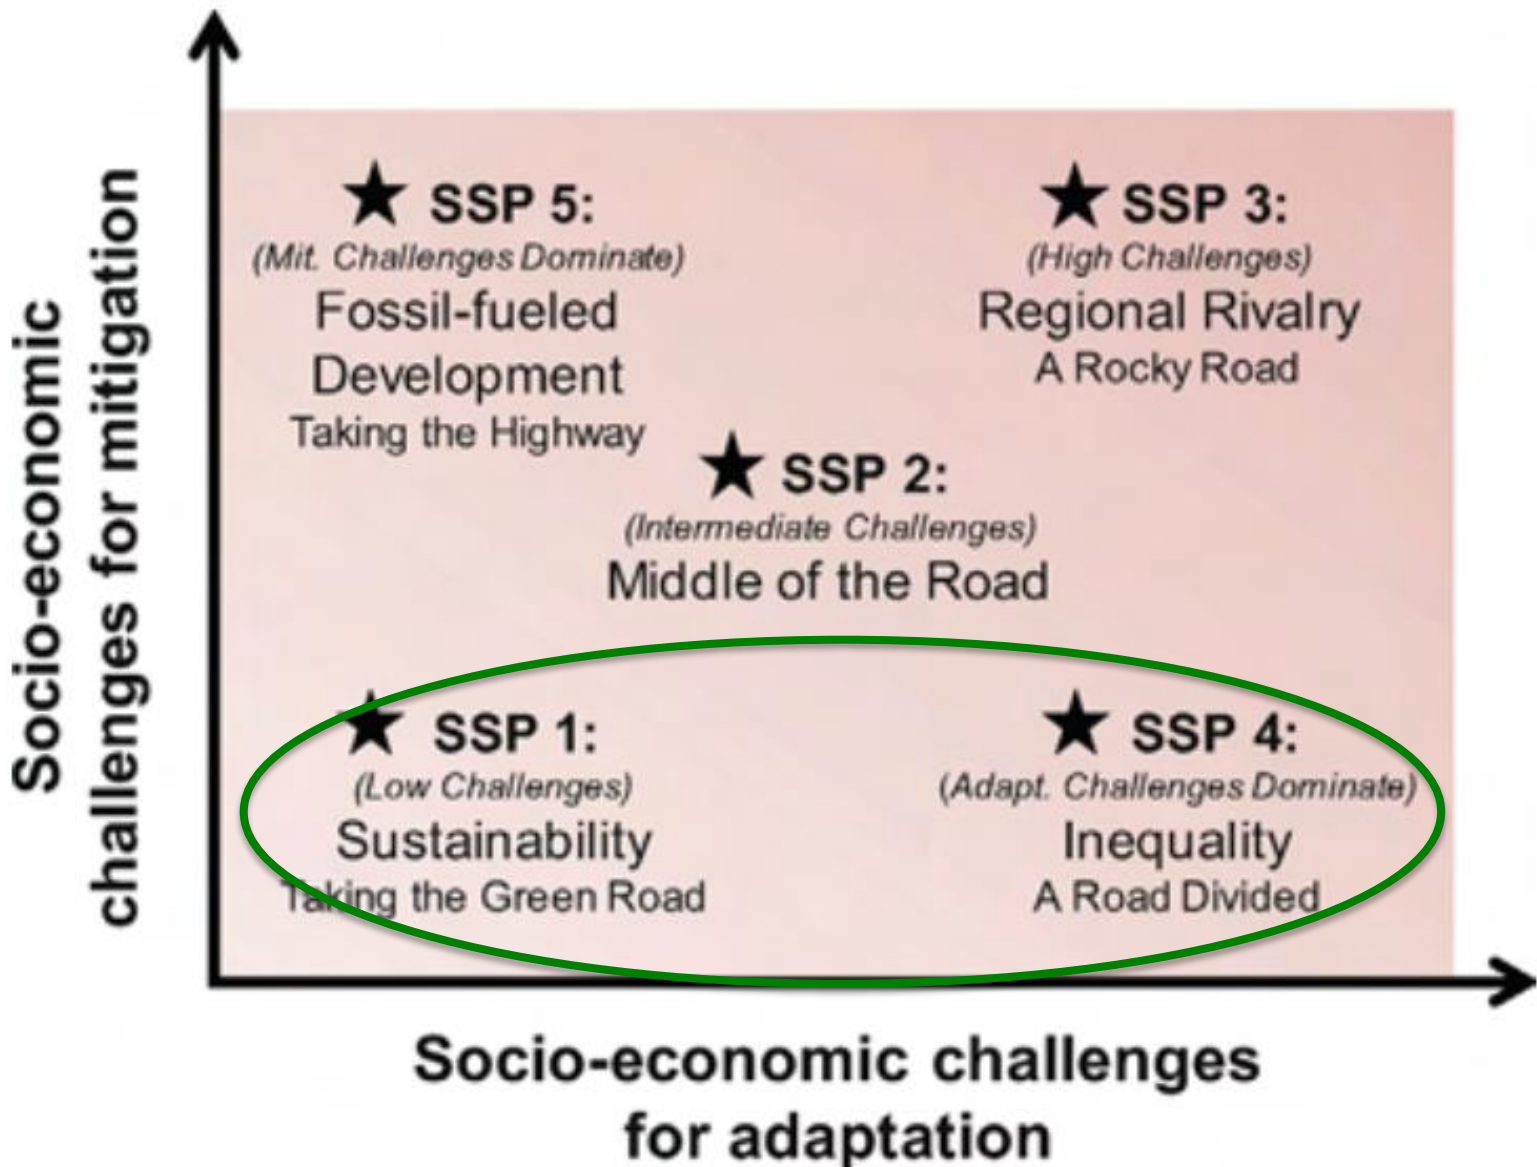 Socio-economic
challenges for mitigation
SSP 5:
(Mit. Challenges Dominate)
Fossil-fueled
Development
Taking the Highway
SSP 3:
(High Challenges)
Regional Rivalry
A Rocky Road
SSP 2:
(Intermediate Challenges)
Middle of the Road
SSP 1:
(Low Challenges)
Sustainability
Taking the Green Road
SSP 4:
(Adapt. Challenges Dominate)
Inequality
A Road Divided
Socio-economic challenges
for adaptation